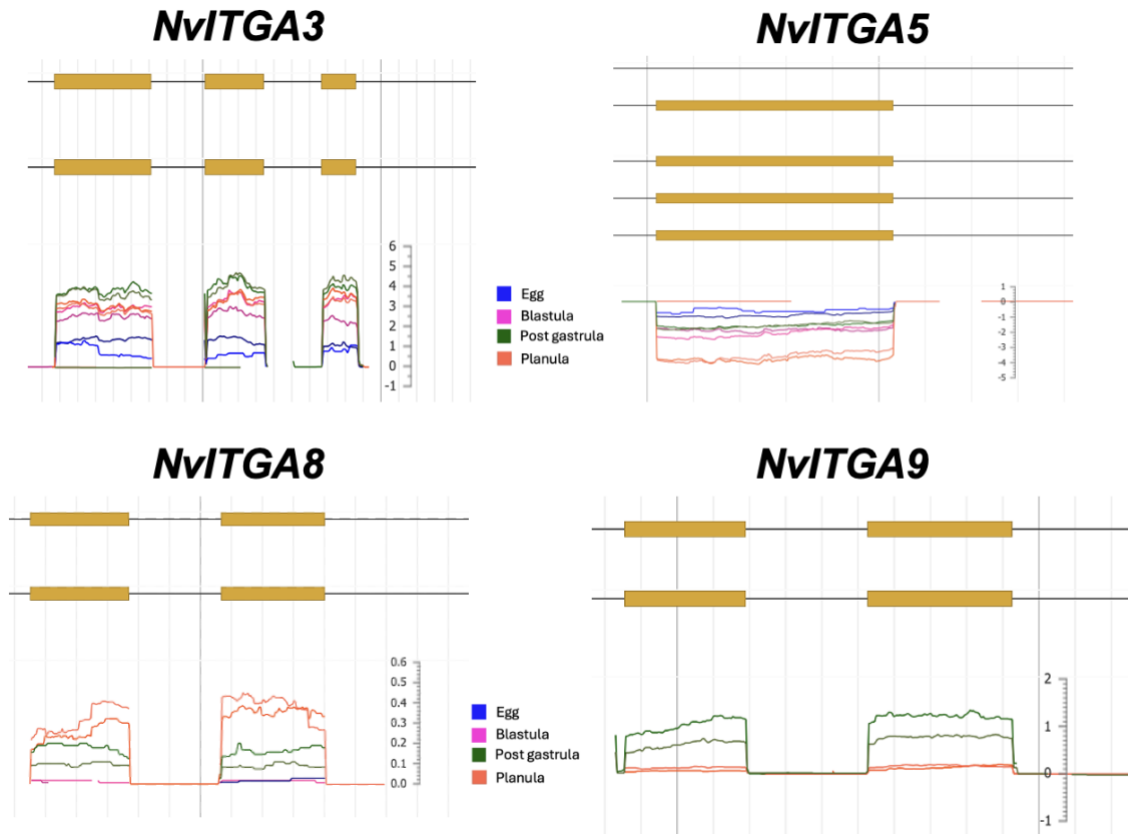 NvITGA3
NvITGA5
6
5
4
3
2
1
0
-1
Egg
Blastula
Post gastrula
Planula
1
0
-1
-2
-3
-4
-5
NvITGA8
NvITGA9
0.6
0.5
0.4
0.3
0.2
0.1
0.0
Egg
Blastula
Post gastrula
Planula
2
1
0
-1